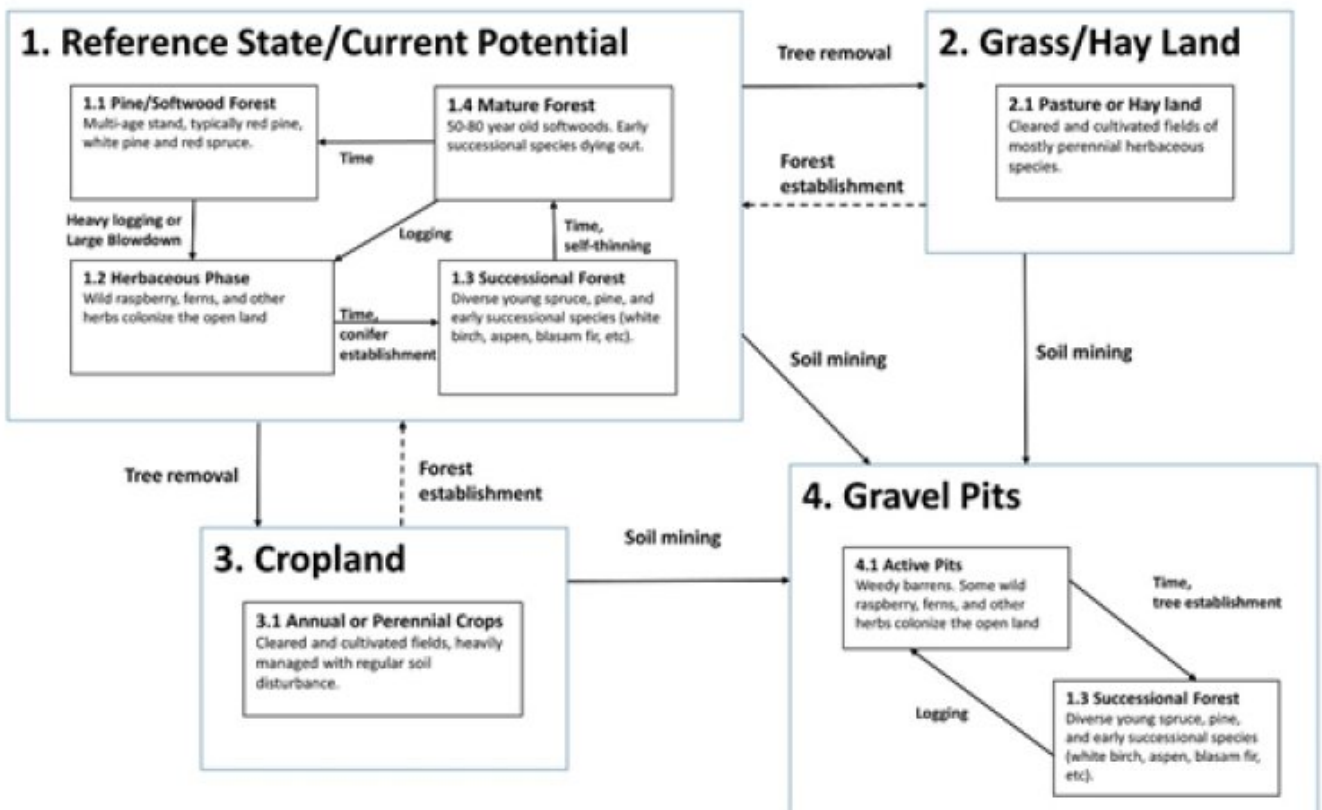 1. Reference State/Current Potential
1.1 Pine/Softwood Forest
Multi-age stand, typically red pine,
white pine and red spruce.
1.4 Mature Forest
50-80 year old softwoods. Early
successional species dying out.
Time
Heavy logging or
Large Blowdown
Logging
Time,
self-thinning
1.2 Herbaceous Phase
Wild raspberry, ferns, and other
herbs colonize the open land
Time,
conifer
establishment
1.3 Successional Forest
Diverse young spruce, pine, and
early successional species (white
birch, aspen, blasam fir, etc).
Tree removal
Forest
establishment
2. Grass/Hay Land
2.1 Pasture or Hay land
Cleared and cultivated fields of
mostly perennial herbaceous
species.
Soil mining
Soil mining
Tree removal
Forest
establishment
3. Cropland
3.1 Annual or Perennial Crops
Cleared and cultivated fields, heavily
managed with regular soil
disturbance.
Soil mining
4. Gravel Pits
4.1 Active Pits
Weedy barrens. Some wild
raspberry, ferns, and other
herbs colonize the open land
Time,
tree establishment
Logging
1.3 Successional Forest
Diverse young spruce, pine,
and early successional species
(white birch, aspen, blasam fir,
etc).